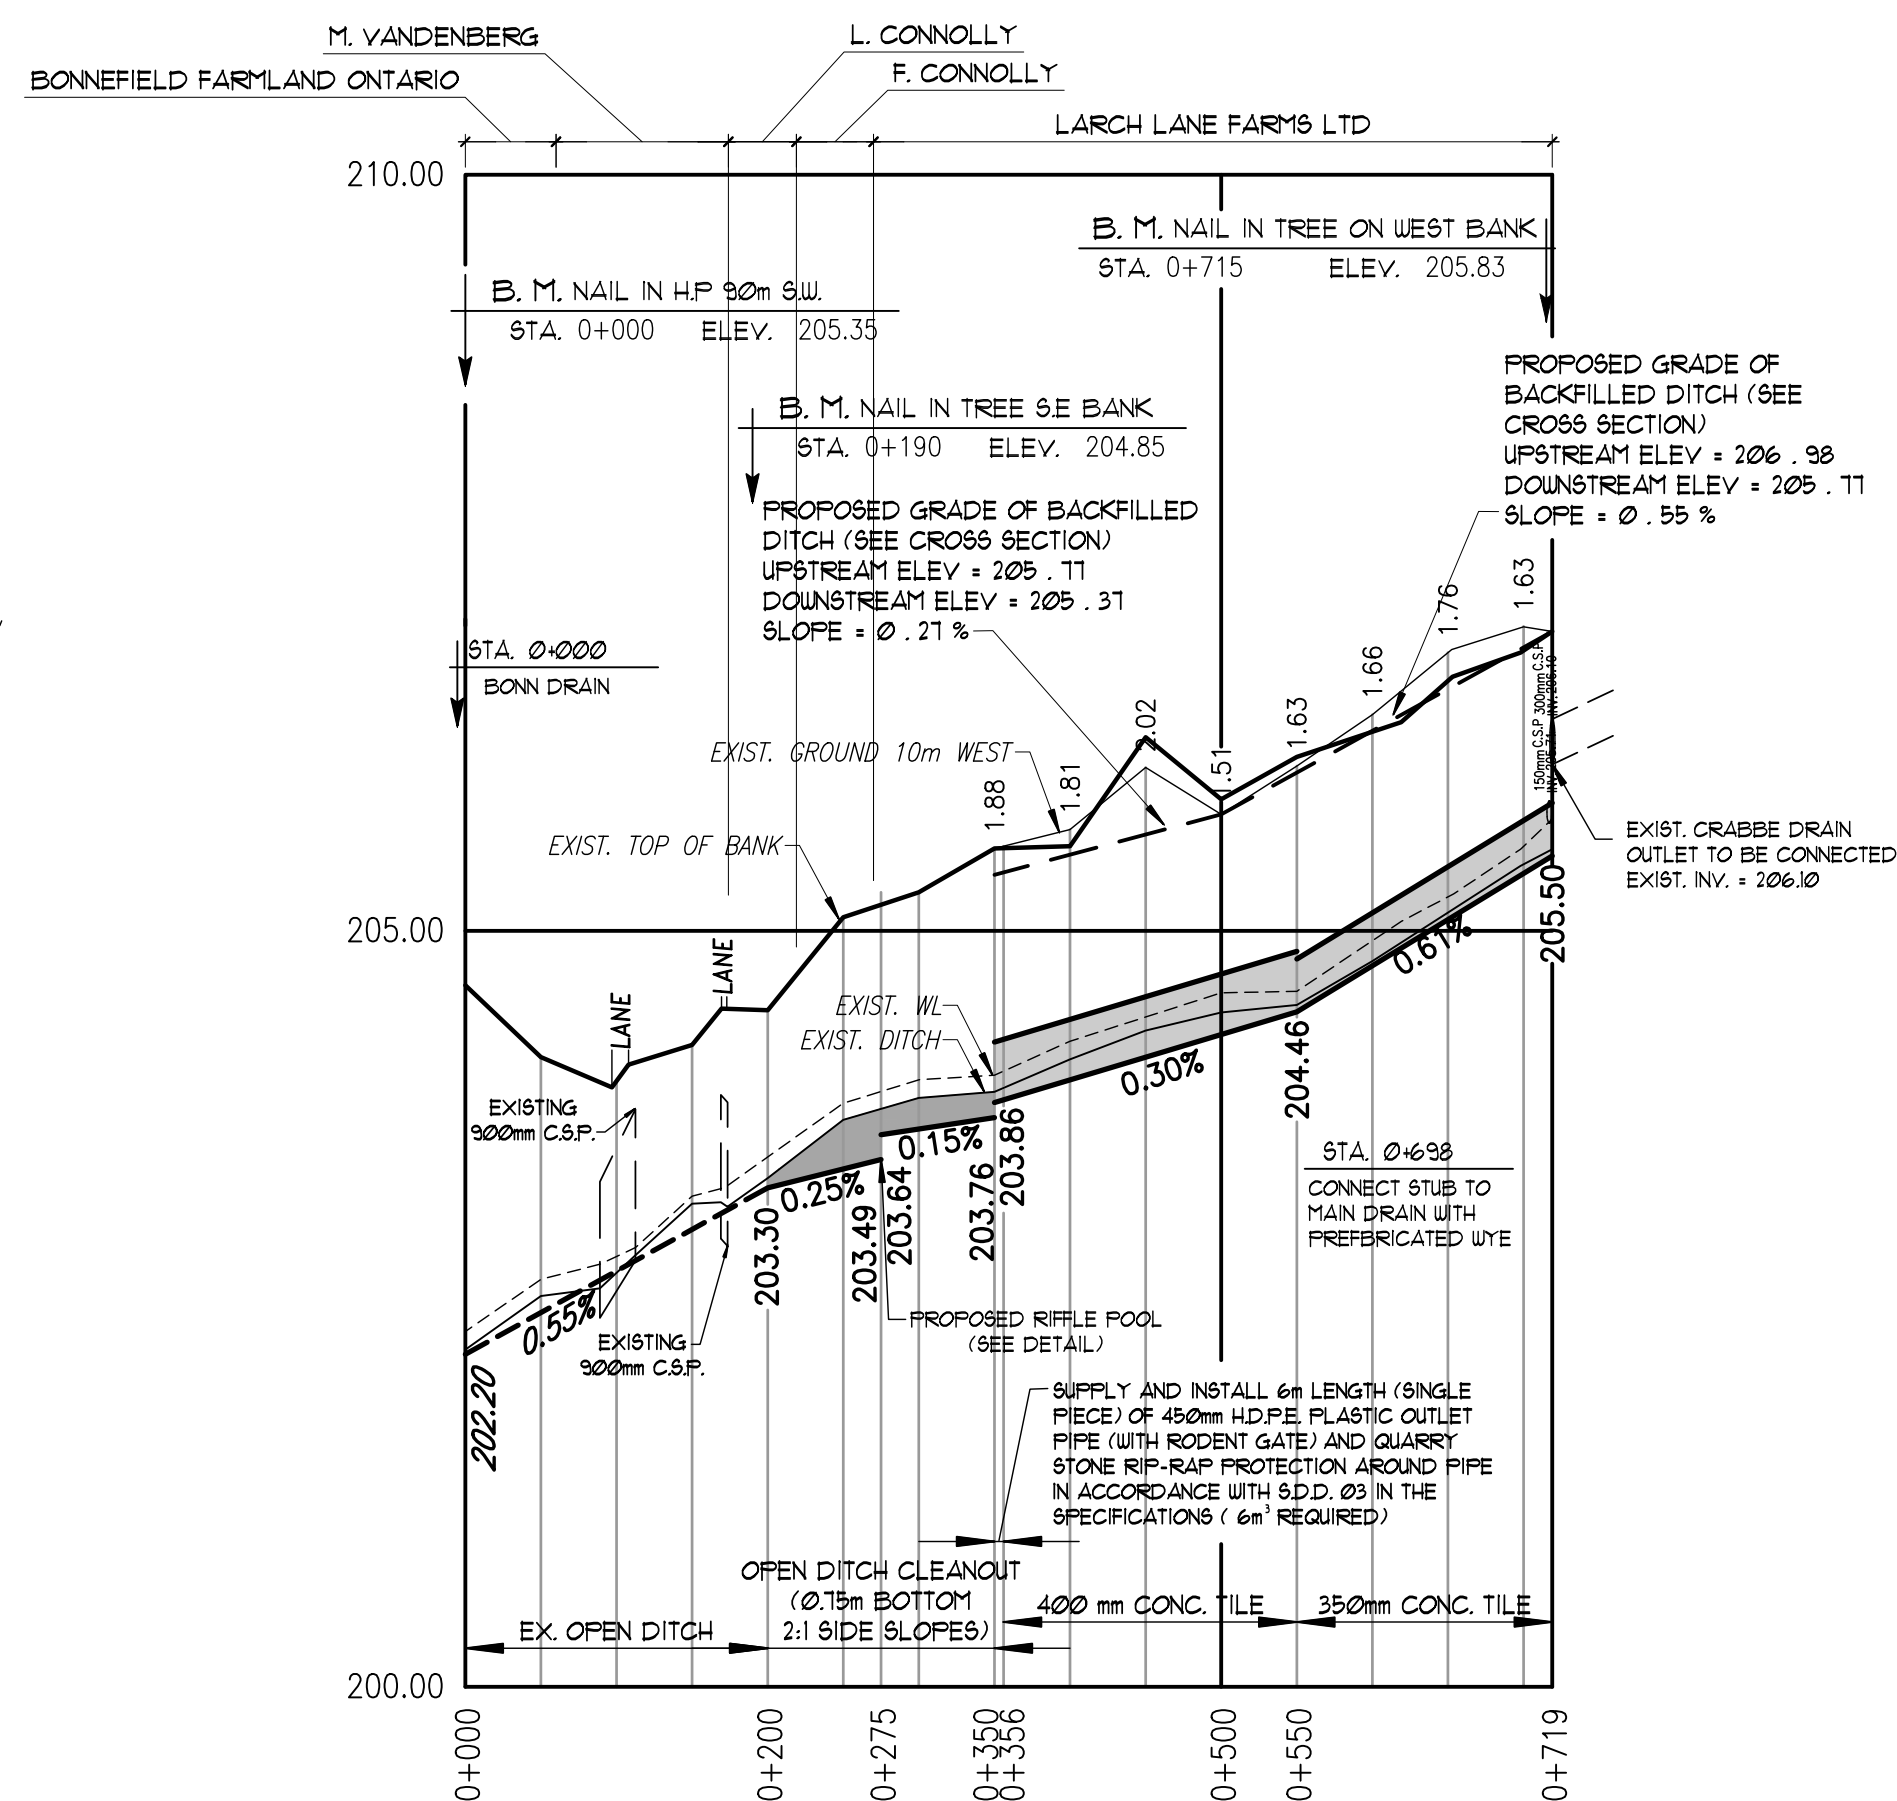 M. VANDENBERG
BONNEFIELD FARMLAND ONTARIO
L. CONNOLLY
F. CONNOLLY
LARCH LANE FARMS LTD
210.00
B. M. NAIL IN TREE ON WEST BANK
STA. 0+715 ELEV. 205.83
B. M. NAIL IN H.P 90m S.W.
STA. 0+000 ELEV. 205.35
B. M. NAIL IN TREE S.E BANK
STA. 0+190 ELEV. 204.85
PROPOSED GRADE OF
BACKFILLED DITCH (SEE
CROSS SECTION)
UPSTREAM ELEV = 206 . 98
DOWNSTREAM ELEV = 205 . 77
SLOPE = 0 . 55 %
PROPOSED GRADE OF BACKFILLED
DITCH (SEE CROSS SECTION)
UPSTREAM ELEV = 205 . 77
DOWNSTREAM ELEV = 205 . 37
SLOPE = 0 . 27 %
STA. 0+000
BONN DRAIN
EXIST. GROUND 10m WEST
EXIST. TOP OF BANK
1.88
1.81
2.02
1.51
1.63
1.66
1.76
1.63
150mm C.S.P 300mm C.S.P
INV. 206.10
EXIST. CRABBE DRAIN
OUTLET TO BE CONNECTED
EXIST. INV. = 206.10
205.00
LANE
LANE
EXIST. WL
EXIST. DITCH
EXISTING
900mm C.S.P.
EXISTING
900mm C.S.P.
0.55%
0.25%
0.15%
0.30%
0.61%
202.20
203.30
203.49
203.64
203.76
203.86
204.46
205.50
STA. 0+698
CONNECT STUB TO
MAIN DRAIN WITH
PREFBRICATED WYE
PROPOSED RIFFLE POOL
(SEE DETAIL)
SUPPLY AND INSTALL 6m LENGTH (SINGLE
PIECE) OF 450mm H.D.P.E. PLASTIC OUTLET
PIPE (WITH RODENT GATE) AND QUARRY
STONE RIP-RAP PROTECTION AROUND PIPE
IN ACCORDANCE WITH S.D.D. 03 IN THE
SPECIFICATIONS ( 6m³ REQUIRED)
OPEN DITCH CLEANOUT
(0.75m BOTTOM
2:1 SIDE SLOPES)
EX. OPEN DITCH
400 mm CONC. TILE
350mm CONC. TILE
200.00
0+000
0+200
0+275
0+350
0+356
0+500
0+550
0+719